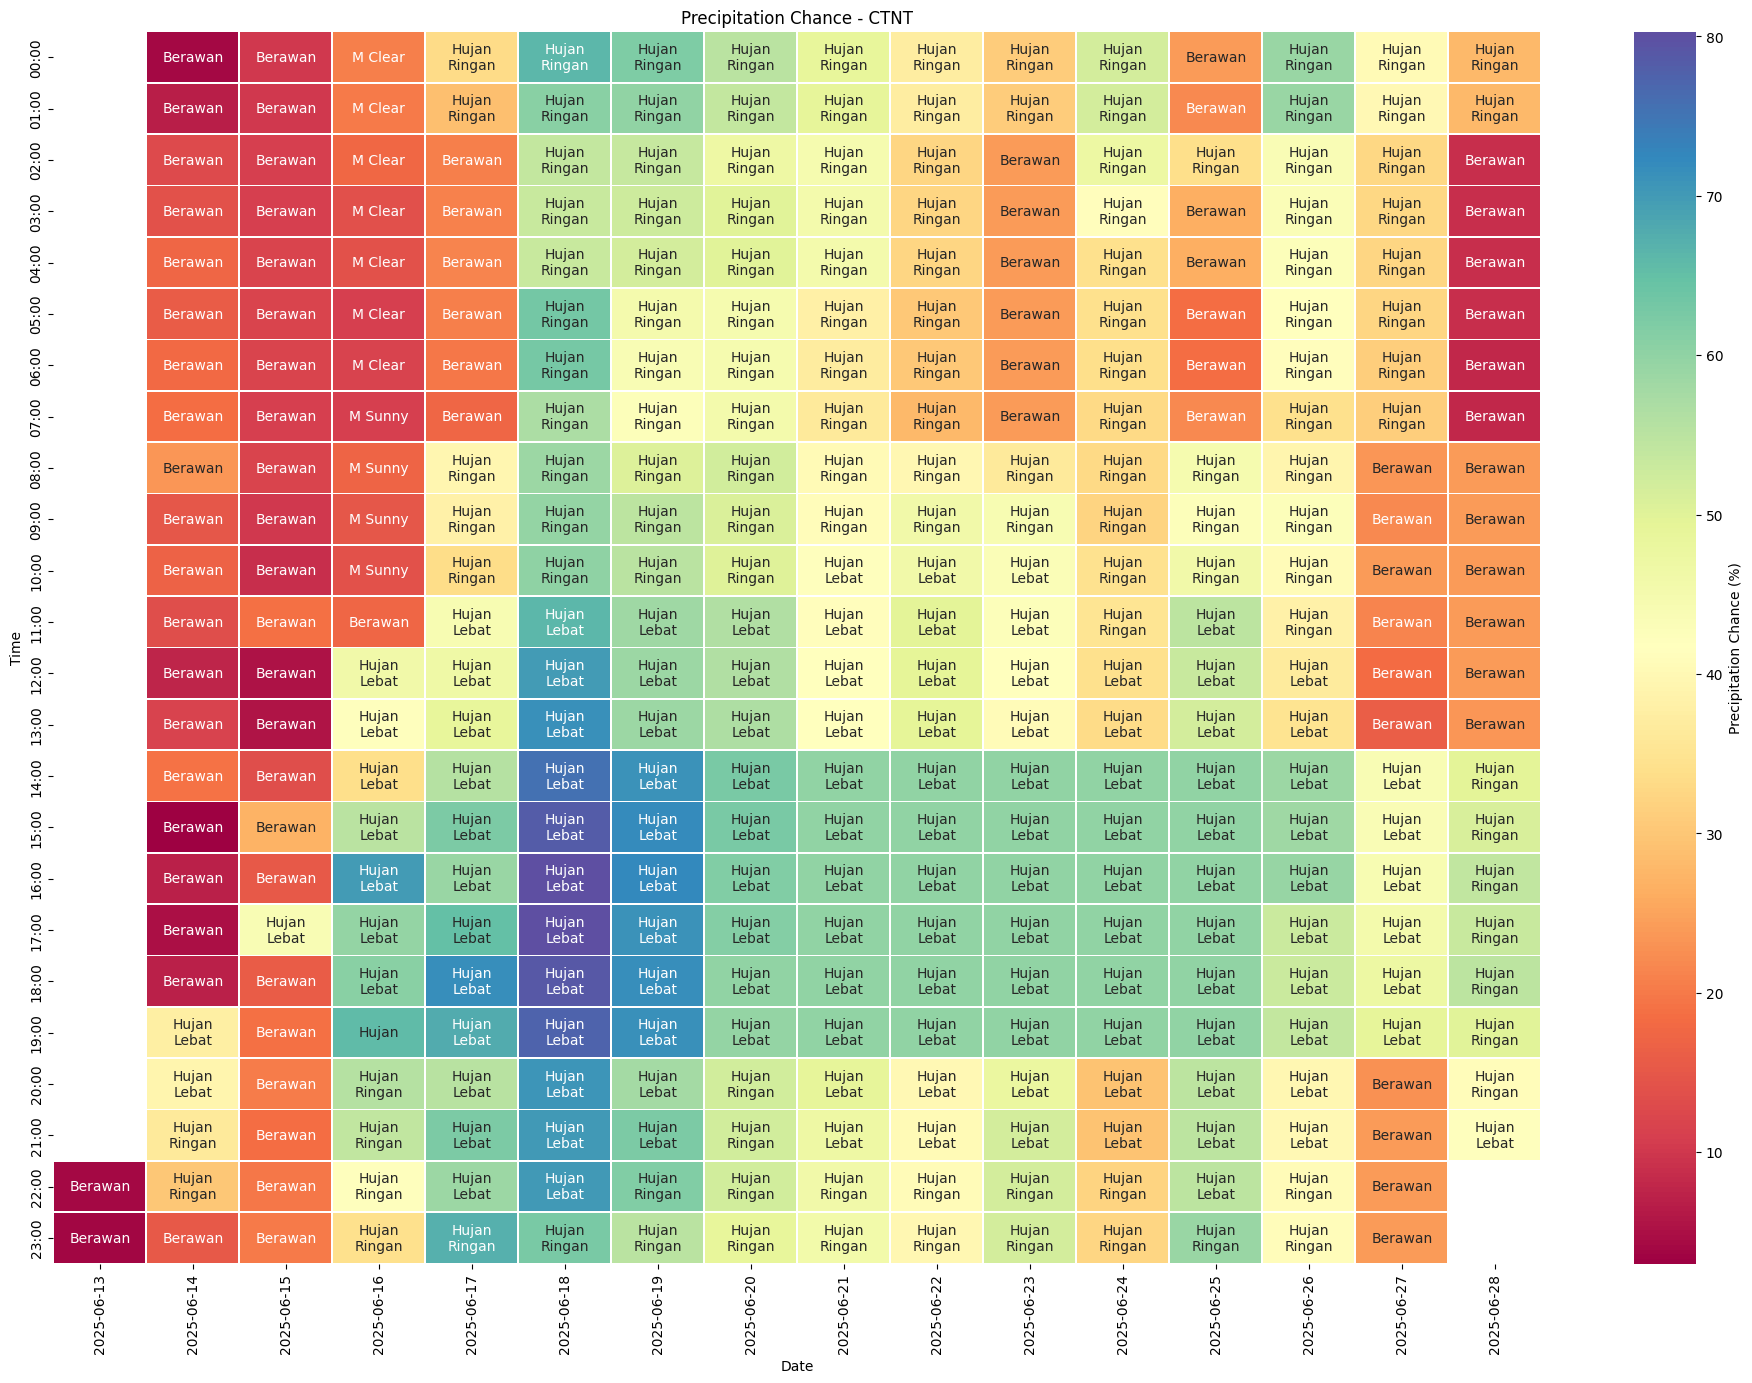 Precipitation Chance - CTNT
00:00 Berawan Berawan M Clear Hujan Ringan Hujan Ringan Hujan Ringan Hujan Ringan Hujan Ringan Hujan Ringan Hujan Ringan Hujan Ringan Berawan Hujan Ringan Hujan Ringan Hujan Ringan
01:00 Berawan Berawan M Clear Hujan Ringan Hujan Ringan Hujan Ringan Hujan Ringan Hujan Ringan Hujan Ringan Hujan Ringan Hujan Ringan Berawan Hujan Ringan Hujan Ringan Hujan Ringan
02:00 Berawan Berawan M Clear Berawan Hujan Ringan Hujan Ringan Hujan Ringan Hujan Ringan Hujan Ringan Berawan Hujan Ringan Hujan Ringan Hujan Ringan Hujan Ringan Berawan
03:00 Berawan Berawan M Clear Berawan Hujan Ringan Hujan Ringan Hujan Ringan Hujan Ringan Hujan Ringan Berawan Hujan Ringan Berawan Hujan Ringan Hujan Ringan Berawan
04:00 Berawan Berawan M Clear Berawan Hujan Ringan Hujan Ringan Hujan Ringan Hujan Ringan Hujan Ringan Berawan Hujan Ringan Berawan Hujan Ringan Hujan Ringan Berawan
05:00 Berawan Berawan M Clear Berawan Hujan Ringan Hujan Ringan Hujan Ringan Hujan Ringan Hujan Ringan Berawan Hujan Ringan Berawan Hujan Ringan Hujan Ringan Berawan
06:00 Berawan Berawan M Clear Berawan Hujan Ringan Hujan Ringan Hujan Ringan Hujan Ringan Hujan Ringan Berawan Hujan Ringan Berawan Hujan Ringan Hujan Ringan Berawan
07:00 Berawan Berawan M Sunny Berawan Hujan Ringan Hujan Ringan Hujan Ringan Hujan Ringan Hujan Ringan Berawan Hujan Ringan Berawan Hujan Ringan Hujan Ringan Berawan
08:00 Berawan Berawan M Sunny Hujan Ringan Hujan Ringan Hujan Ringan Hujan Ringan Hujan Ringan Hujan Ringan Hujan Ringan Hujan Ringan Hujan Ringan Hujan Ringan Berawan Berawan
09:00 Berawan Berawan M Sunny Hujan Ringan Hujan Ringan Hujan Ringan Hujan Ringan Hujan Ringan Hujan Ringan Hujan Ringan Hujan Ringan Hujan Ringan Hujan Ringan Berawan Berawan
10:00 Berawan Berawan M Sunny Hujan Ringan Hujan Ringan Hujan Ringan Hujan Ringan Hujan Lebat Hujan Lebat Hujan Lebat Hujan Ringan Hujan Ringan Hujan Ringan Berawan Berawan
11:00 Berawan Berawan Berawan Hujan Lebat Hujan Lebat Hujan Lebat Hujan Lebat Hujan Lebat Hujan Lebat Hujan Lebat Hujan Ringan Hujan Lebat Hujan Ringan Berawan Berawan
12:00 Berawan Berawan Hujan Lebat Hujan Lebat Hujan Lebat Hujan Lebat Hujan Lebat Hujan Lebat Hujan Lebat Hujan Lebat Hujan Lebat Hujan Lebat Hujan Lebat Berawan Berawan
13:00 Berawan Berawan Hujan Lebat Hujan Lebat Hujan Lebat Hujan Lebat Hujan Lebat Hujan Lebat Hujan Lebat Hujan Lebat Hujan Lebat Hujan Lebat Hujan Lebat Berawan Berawan
14:00 Berawan Berawan Hujan Lebat Hujan Lebat Hujan Lebat Hujan Lebat Hujan Lebat Hujan Lebat Hujan Lebat Hujan Lebat Hujan Lebat Hujan Lebat Hujan Lebat Hujan Lebat Hujan Ringan
15:00 Berawan Berawan Hujan Lebat Hujan Lebat Hujan Lebat Hujan Lebat Hujan Lebat Hujan Lebat Hujan Lebat Hujan Lebat Hujan Lebat Hujan Lebat Hujan Lebat Hujan Lebat Hujan Ringan
16:00 Berawan Berawan Hujan Lebat Hujan Lebat Hujan Lebat Hujan Lebat Hujan Lebat Hujan Lebat Hujan Lebat Hujan Lebat Hujan Lebat Hujan Lebat Hujan Lebat Hujan Lebat Hujan Ringan
17:00 Berawan Hujan Lebat Hujan Lebat Hujan Lebat Hujan Lebat Hujan Lebat Hujan Lebat Hujan Lebat Hujan Lebat Hujan Lebat Hujan Lebat Hujan Lebat Hujan Lebat Hujan Lebat Hujan Ringan
18:00 Berawan Berawan Hujan Lebat Hujan Lebat Hujan Lebat Hujan Lebat Hujan Lebat Hujan Lebat Hujan Lebat Hujan Lebat Hujan Lebat Hujan Lebat Hujan Lebat Hujan Lebat Hujan Ringan
19:00 Hujan Lebat Berawan Hujan Hujan Lebat Hujan Lebat Hujan Lebat Hujan Lebat Hujan Lebat Hujan Lebat Hujan Lebat Hujan Lebat Hujan Lebat Hujan Lebat Hujan Lebat Hujan Ringan
20:00 Hujan Lebat Berawan Hujan Ringan Hujan Lebat Hujan Lebat Hujan Lebat Hujan Ringan Hujan Lebat Hujan Lebat Hujan Lebat Hujan Lebat Hujan Lebat Hujan Lebat Berawan Hujan Ringan
21:00 Hujan Ringan Berawan Hujan Ringan Hujan Lebat Hujan Lebat Hujan Lebat Hujan Ringan Hujan Lebat Hujan Lebat Hujan Lebat Hujan Lebat Hujan Lebat Hujan Lebat Berawan Hujan Lebat
22:00 Berawan Hujan Ringan Berawan Hujan Ringan Hujan Lebat Hujan Lebat Hujan Ringan Hujan Ringan Hujan Ringan Hujan Ringan Hujan Ringan Hujan Ringan Hujan Lebat Hujan Ringan Berawan
23:00 Berawan Berawan Berawan Hujan Ringan Hujan Ringan Hujan Ringan Hujan Ringan Hujan Ringan Hujan Ringan Hujan Ringan Hujan Ringan Hujan Ringan Hujan Ringan Hujan Ringan Berawan
Time
2025-06-13 2025-06-14 2025-06-15 2025-06-16 2025-06-17 2025-06-18 2025-06-19 2025-06-20 2025-06-21 2025-06-22 2025-06-23 2025-06-24 2025-06-25 2025-06-26 2025-06-27 2025-06-28
Date
80
70
60
50
40
30
20
10
Precipitation Chance (%)